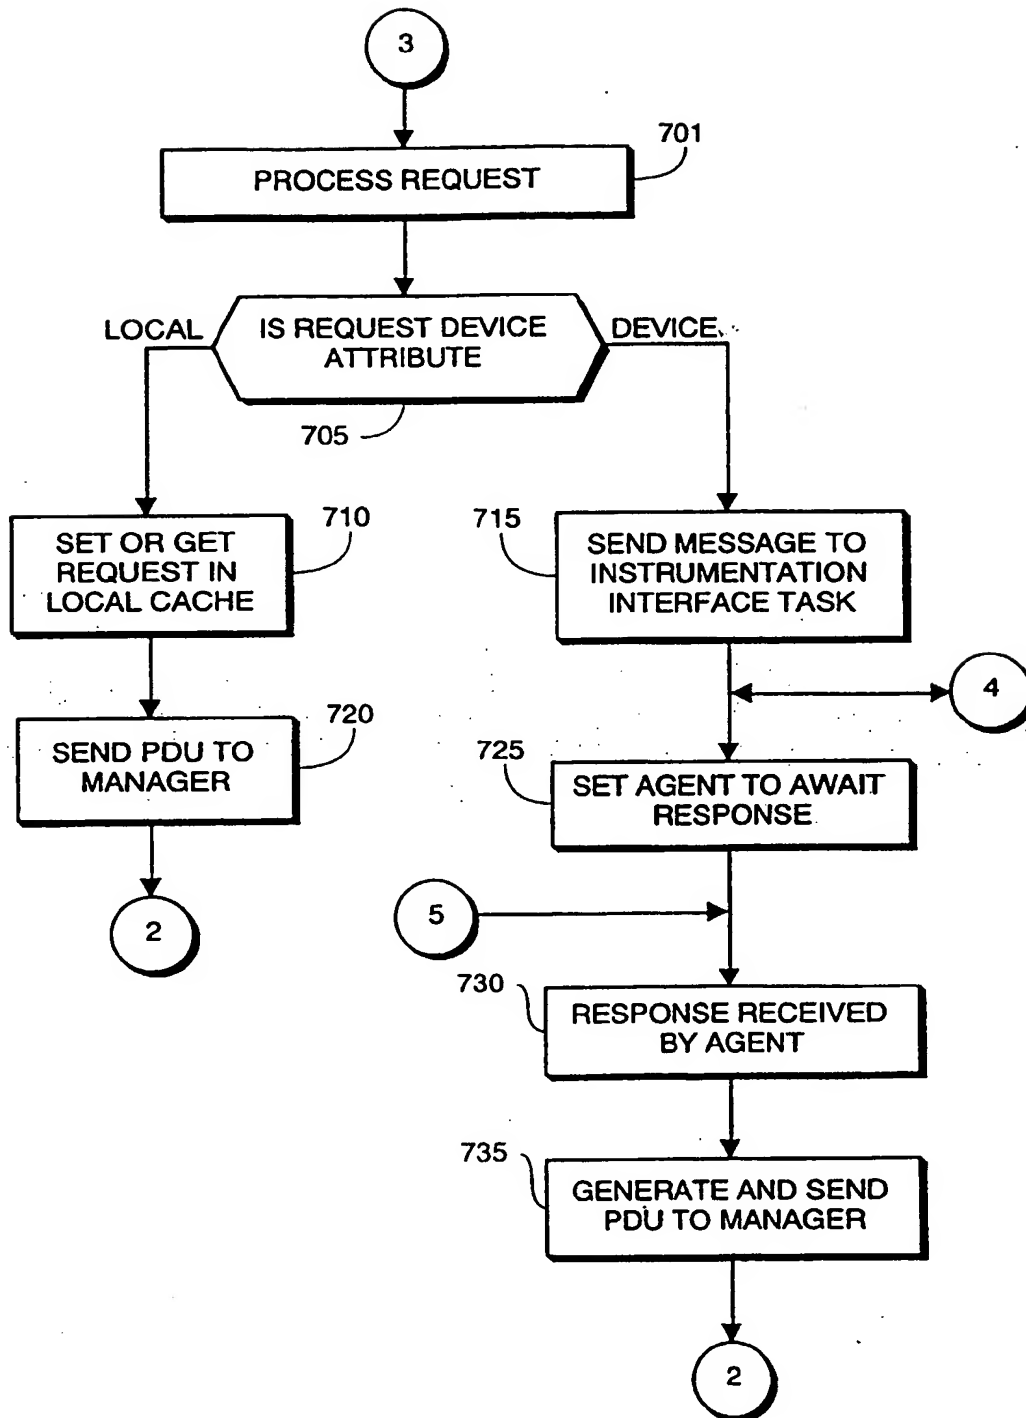 3
701
PROCESS REQUEST
LOCAL
IS REQUEST DEVICE
ATTRIBUTE
DEVICE
705
710
SET OR GET
REQUEST IN
LOCAL CACHE
715
SEND MESSAGE TO
INSTRUMENTATION
INTERFACE TASK
4
720
SEND PDU TO
MANAGER
725
SET AGENT TO AWAIT
RESPONSE
2
5
730
RESPONSE RECEIVED
BY AGENT
735
GENERATE AND SEND
PDU TO MANAGER
2